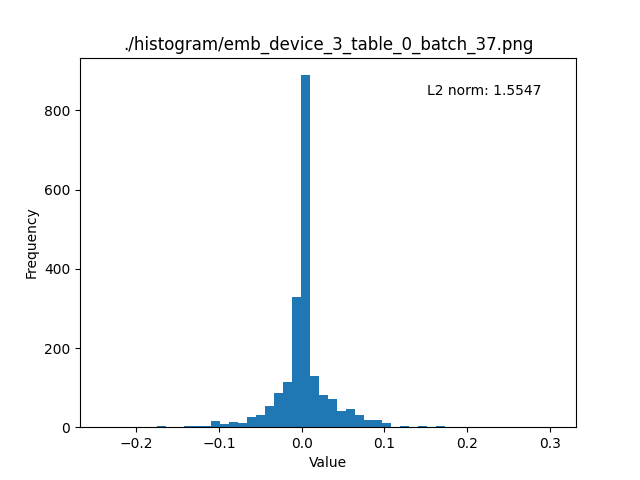 ./histogram/emb_device_3_table_0_batch_37.png
L2 norm: 1.5547
800
600
400
200
0
Frequency
−0.2 −0.1 0.0 0.1 0.2 0.3
Value